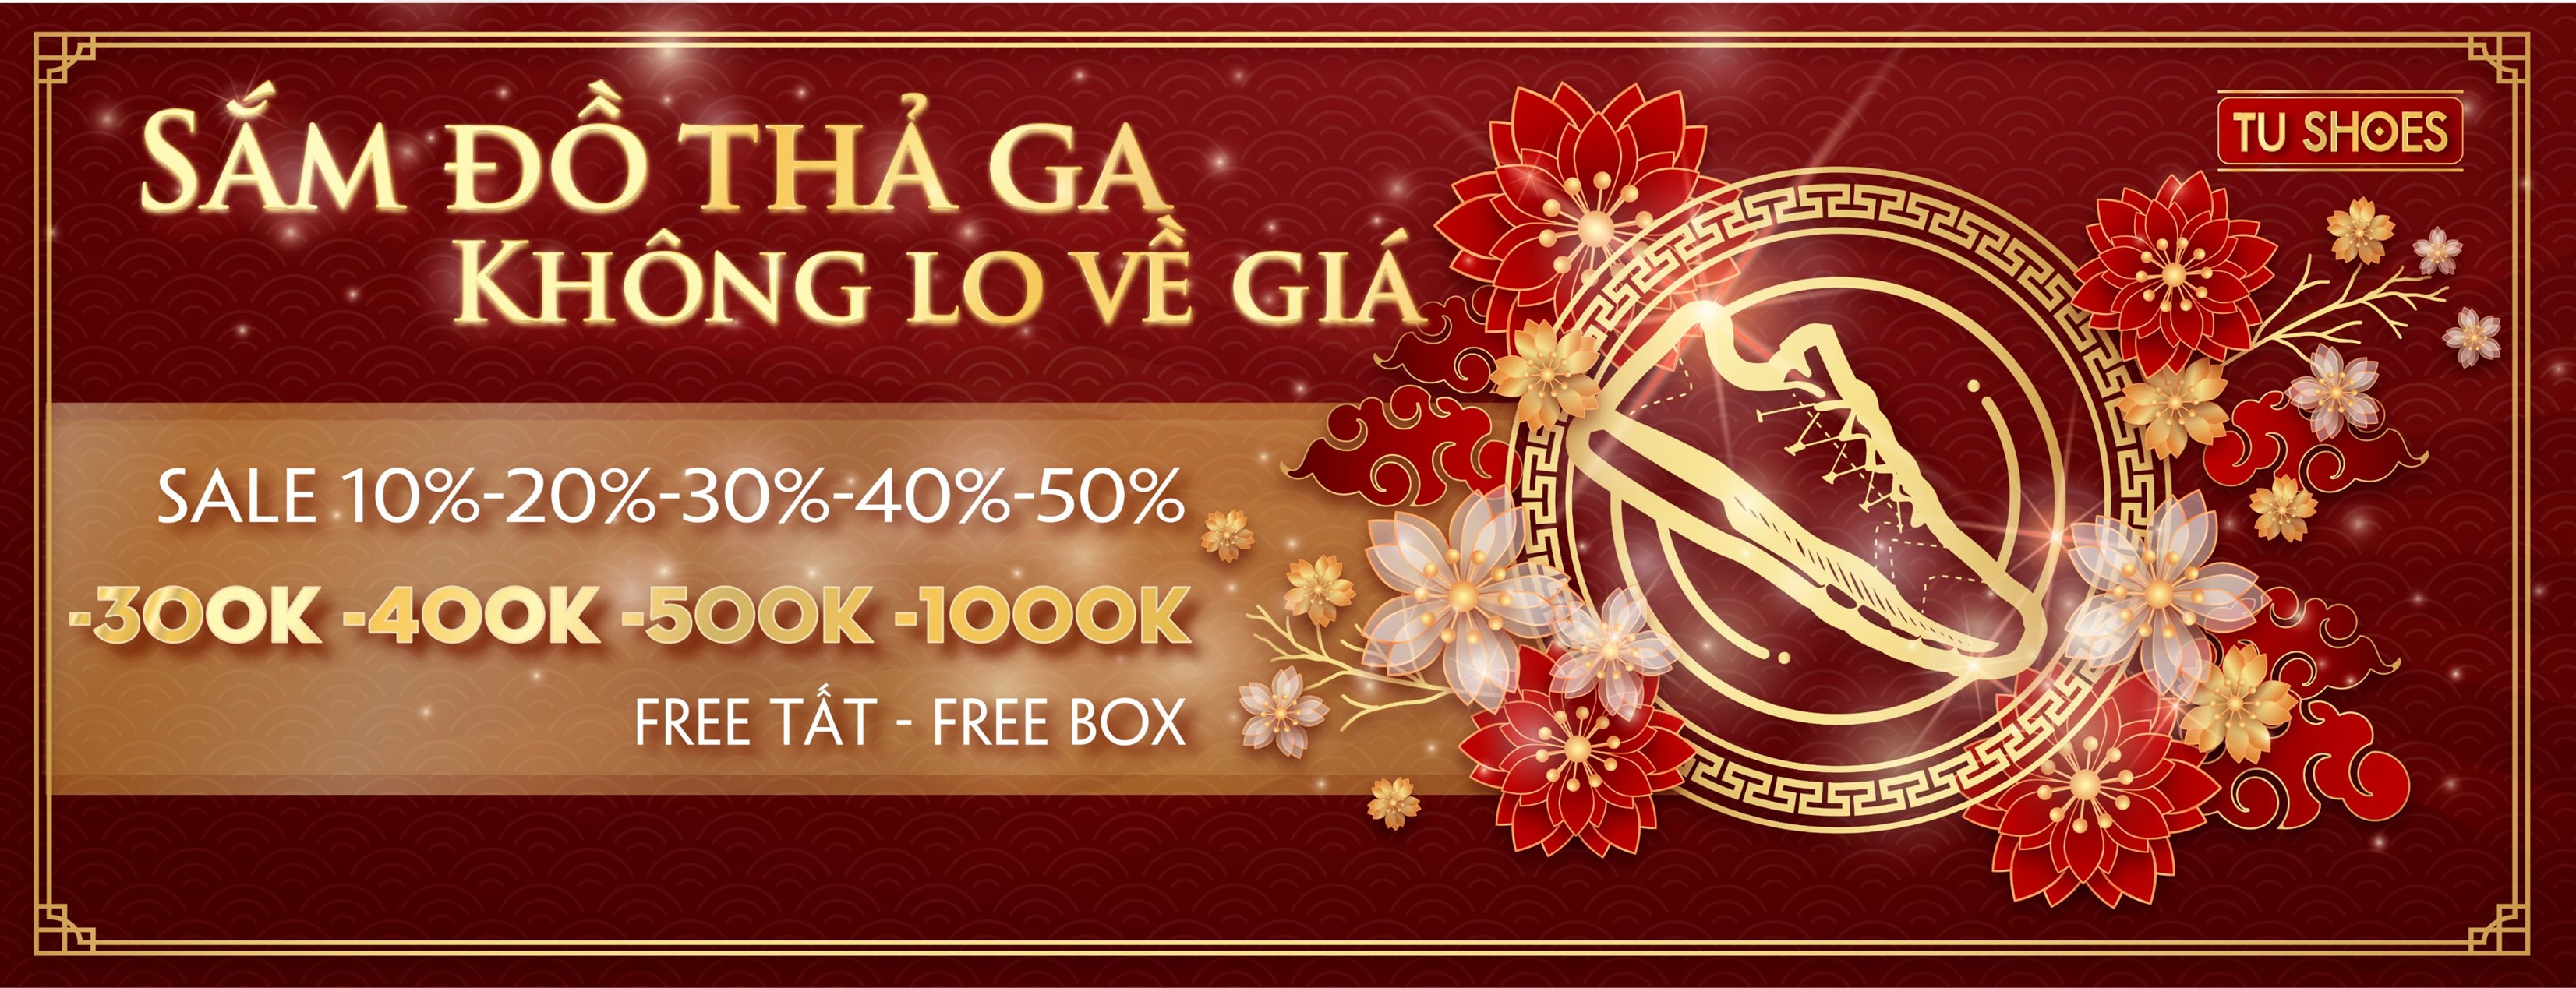 SẮM ĐỒ THẢ GA
KHÔNG LO VỀ GIÁ
TU SHOES
SALE 10%-20%-30%-40%-50%
-300K -400K -500K -1000K
FREE TẤT - FREE BOX